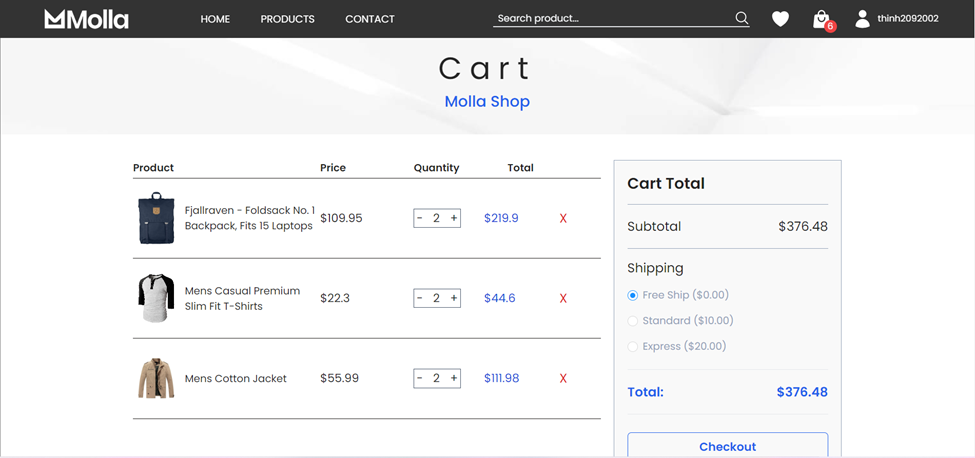 Molla
HOME PRODUCTS CONTACT
Search product...
6
thinh2092002
Cart
Molla Shop
Product Price Quantity Total
Fjallraven - Foldsack No. 1
Backpack, Fits 15 Laptops
$109.95 - 2 + $219.9 X
Mens Casual Premium
Slim Fit T-Shirts
$22.3 - 2 + $44.6 X
Mens Cotton Jacket $55.99 - 2 + $111.98 X
Cart Total
Subtotal $376.48
Shipping
Free Ship ($0.00)
Standard ($10.00)
Express ($20.00)
Total: $376.48
Checkout